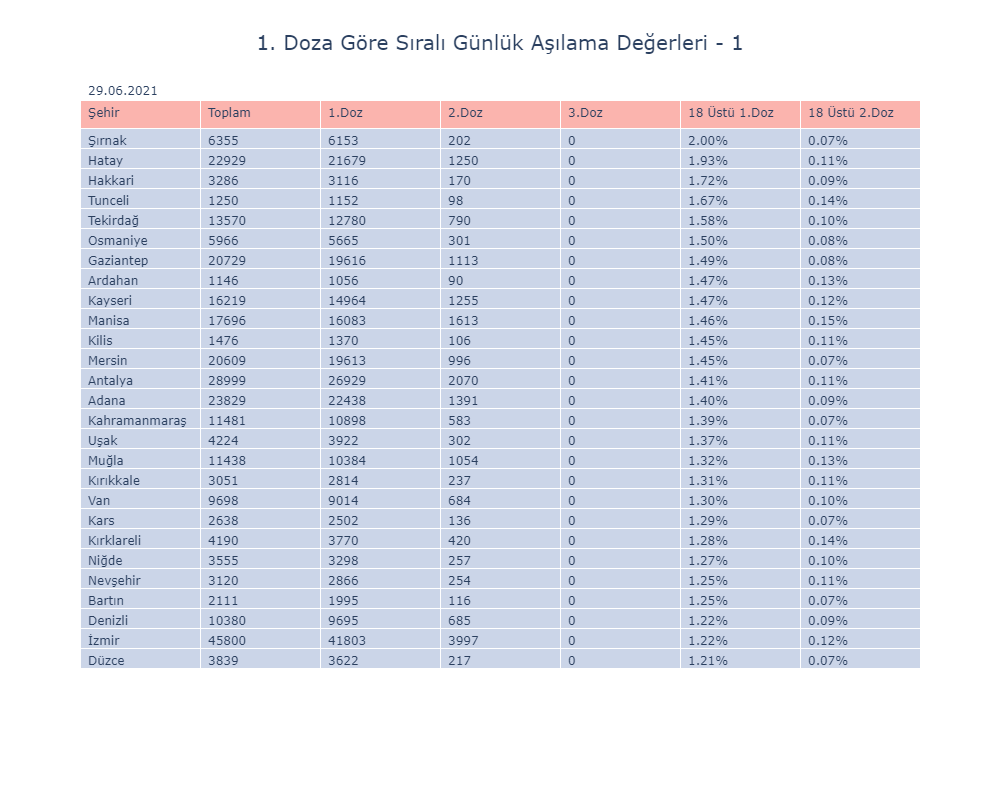 1. Doza Göre Sıralı Günlük Aşılama Değerleri - 1
29.06.2021
Şehir Toplam 1.Doz 2.Doz 3.Doz 18 Üstü 1.Doz 18 Üstü 2.Doz
Şırnak 6355 6153 202 0 2.00% 0.07%
Hatay 22929 21679 1250 0 1.93% 0.11%
Hakkari 3286 3116 170 0 1.72% 0.09%
Tunceli 1250 1152 98 0 1.67% 0.14%
Tekirdağ 13570 12780 790 0 1.58% 0.10%
Osmaniye 5966 5665 301 0 1.50% 0.08%
Gaziantep 20729 19616 1113 0 1.49% 0.08%
Ardahan 1146 1056 90 0 1.47% 0.13%
Kayseri 16219 14964 1255 0 1.47% 0.12%
Manisa 17696 16083 1613 0 1.46% 0.15%
Kilis 1476 1370 106 0 1.45% 0.11%
Mersin 20609 19613 996 0 1.45% 0.07%
Antalya 28999 26929 2070 0 1.41% 0.11%
Adana 23829 22438 1391 0 1.40% 0.09%
Kahramanmaraş 11481 10898 583 0 1.39% 0.07%
Uşak 4224 3922 302 0 1.37% 0.11%
Muğla 11438 10384 1054 0 1.32% 0.13%
Kırıkkale 3051 2814 237 0 1.31% 0.11%
Van 9698 9014 684 0 1.30% 0.10%
Kars 2638 2502 136 0 1.29% 0.07%
Kırklareli 4190 3770 420 0 1.28% 0.14%
Niğde 3555 3298 257 0 1.27% 0.10%
Nevşehir 3120 2866 254 0 1.25% 0.11%
Bartın 2111 1995 116 0 1.25% 0.07%
Denizli 10380 9695 685 0 1.22% 0.09%
İzmir 45800 41803 3997 0 1.22% 0.12%
Düzce 3839 3622 217 0 1.21% 0.07%